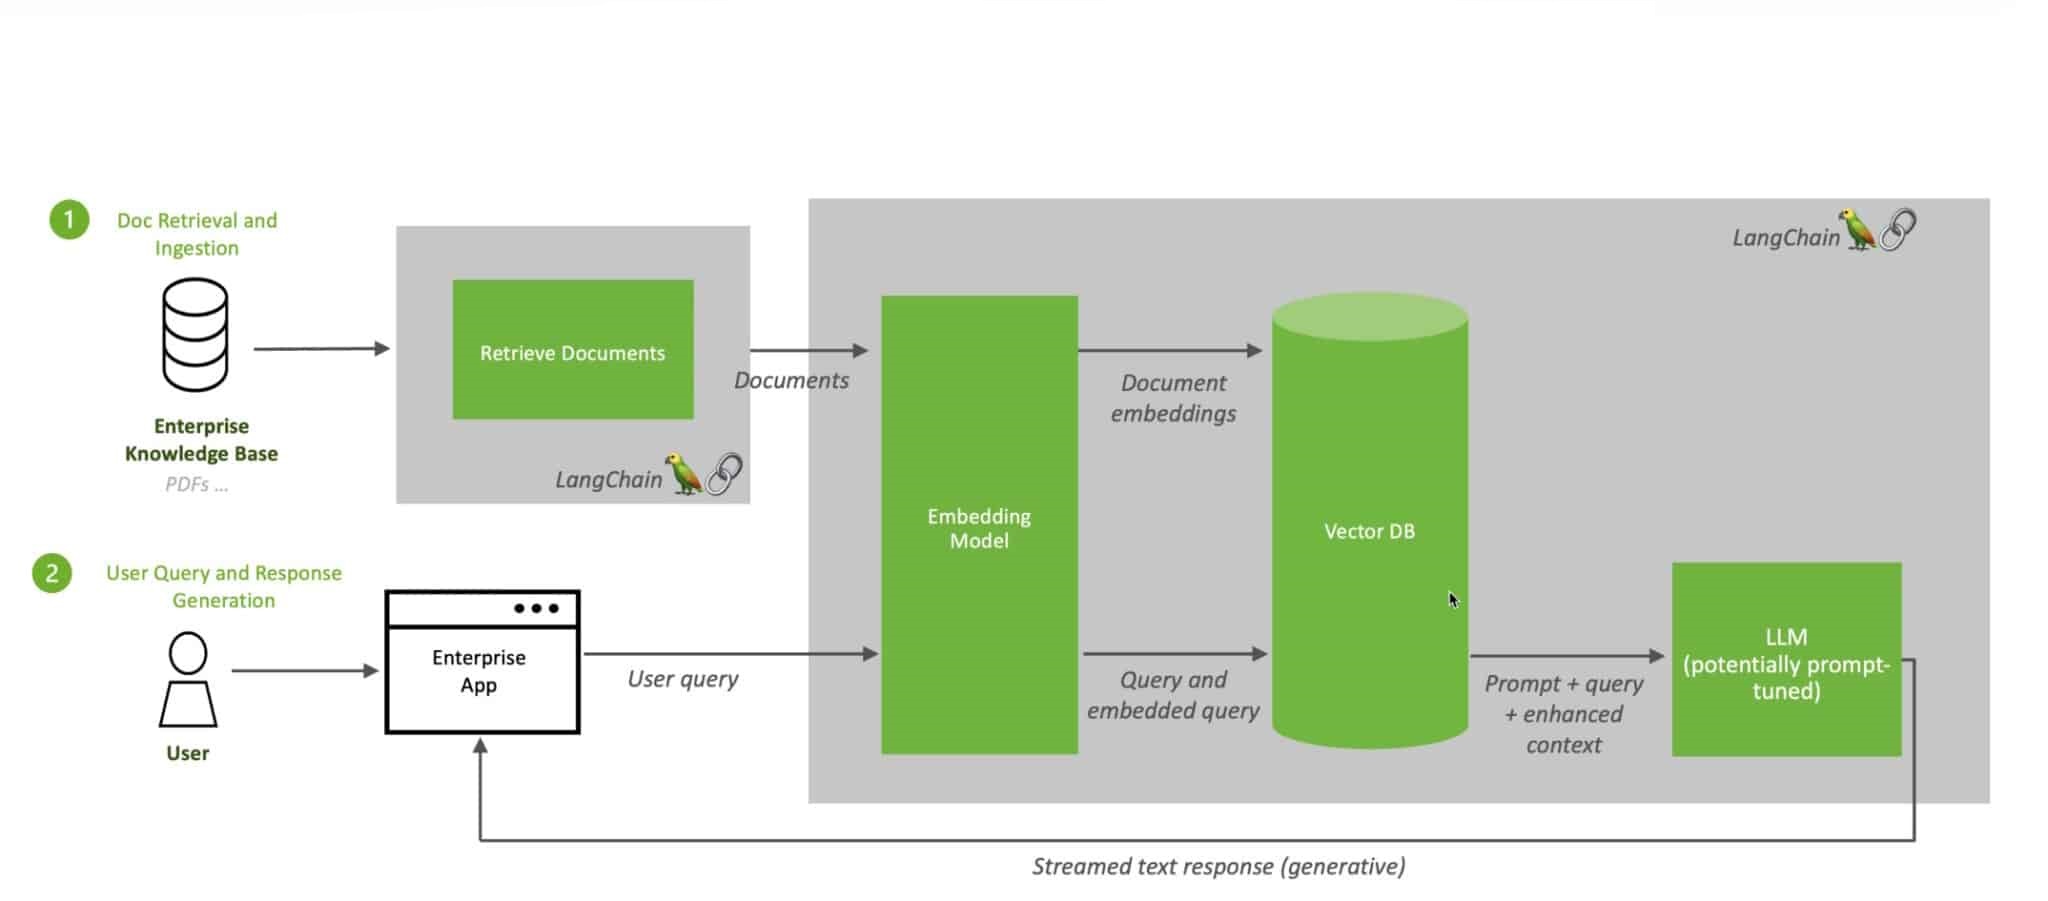 1
Doc Retrieval and
Ingestion
Enterprise
Knowledge Base
PDFs ...
Retrieve Documents
LangChain
Documents
LangChain
Embedding
Model
Document
embeddings
Vector DB
2
User Query and Response
Generation
User
Enterprise
App
User query
Query and
embedded query
Prompt + query
+ enhanced
context
LLM
(potentially prompt-
tuned)
Streamed text response (generative)